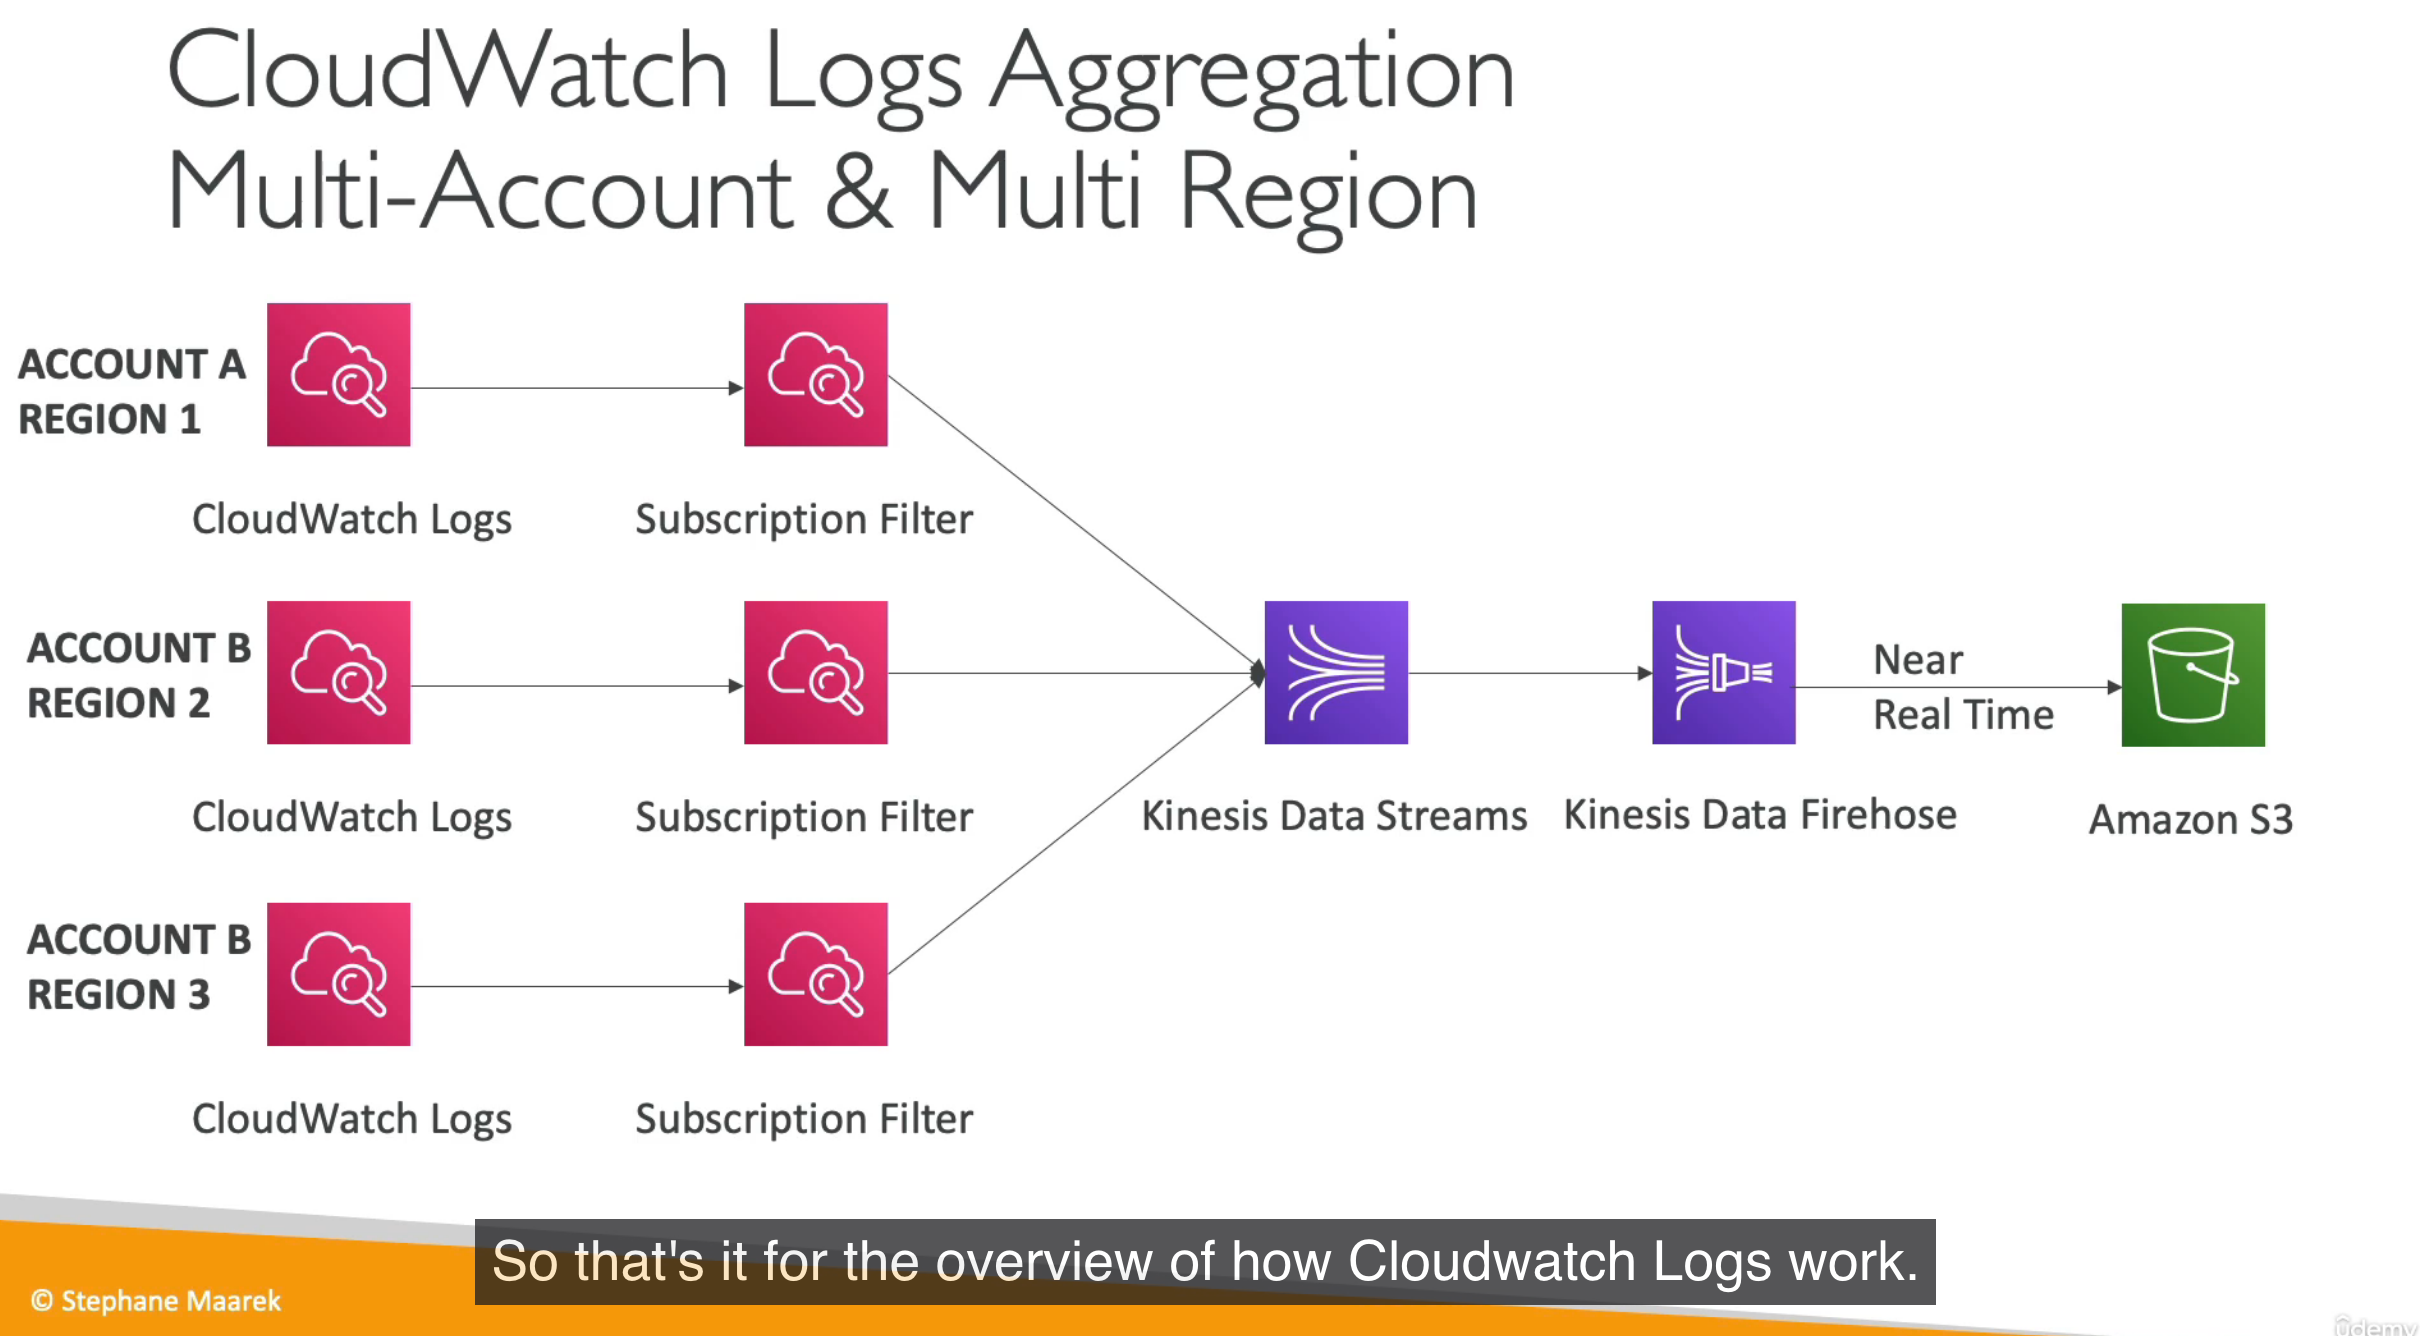 CloudWatch Logs Aggregation
Multi-Account & Multi Region
ACCOUNT A
REGION 1
CloudWatch Logs
Subscription Filter
ACCOUNT B
REGION 2
CloudWatch Logs
Subscription Filter
Kinesis Data Streams
Kinesis Data Firehose
Near
Real Time
Amazon S3
ACCOUNT B
REGION 3
CloudWatch Logs
Subscription Filter
So that's it for the overview of how Cloudwatch Logs work.
© Stephane Maarek
ûdemy